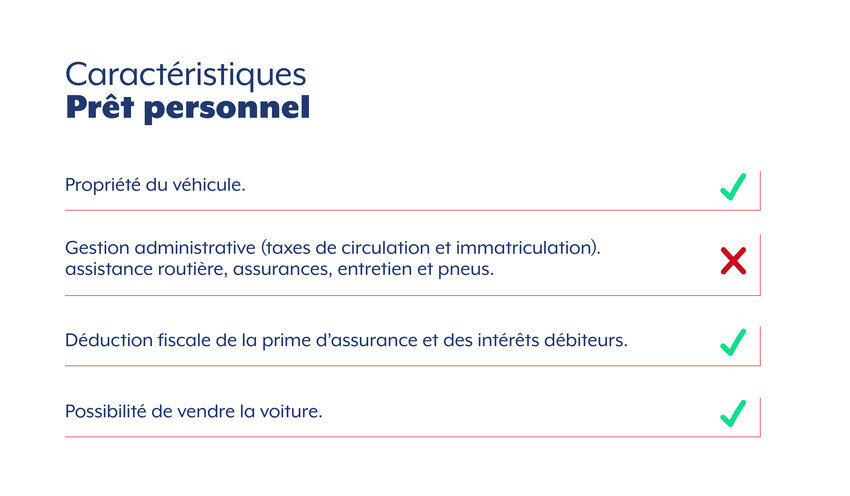 Caractéristiques
Prêt personnel
Propriété du véhicule.
Gestion administrative (taxes de circulation et immatriculation).
assistance routière, assurances, entretien et pneus.
Déduction fiscale de la prime d’assurance et des intérêts débiteurs.
Possibilité de vendre la voiture.